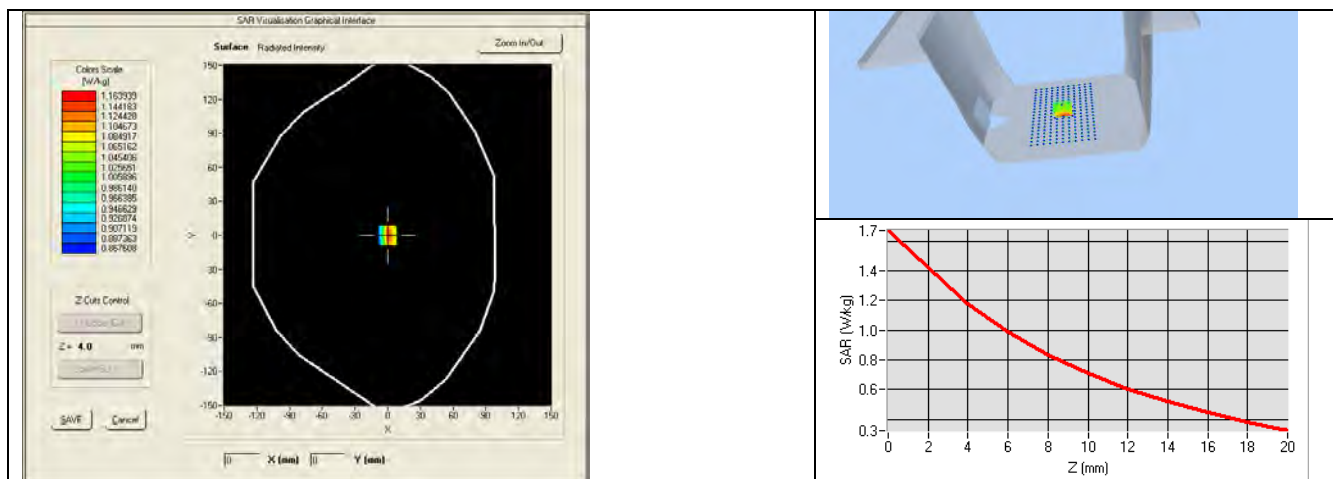 SAR Visualisation Graphical Interface
Surface Radiated Intensity
Zoom In/Out
Colors Scale
(W/kg)
1.163939
1.144183
1.124428
1.104673
1.084917
1.065162
1.045406
1.025651
1.005896
0.986140
0.966385
0.946629
0.926874
0.907119
0.887363
0.867608
150
120
90
60
30
0
-30
-60
-90
-120
-150
Y
-150 -120 -90 -60 -30 0 30 60 90 120 150
X
Z Cuts Control
Z = 4.0 mm
SAVE Cancel
0 X (mm) 0 Y (mm)
1.7
1.4
1.2
1.0
0.8
0.6
0.3
SAR (W/kg)
0 2 4 6 8 10 12 14 16 18 20
Z (mm)